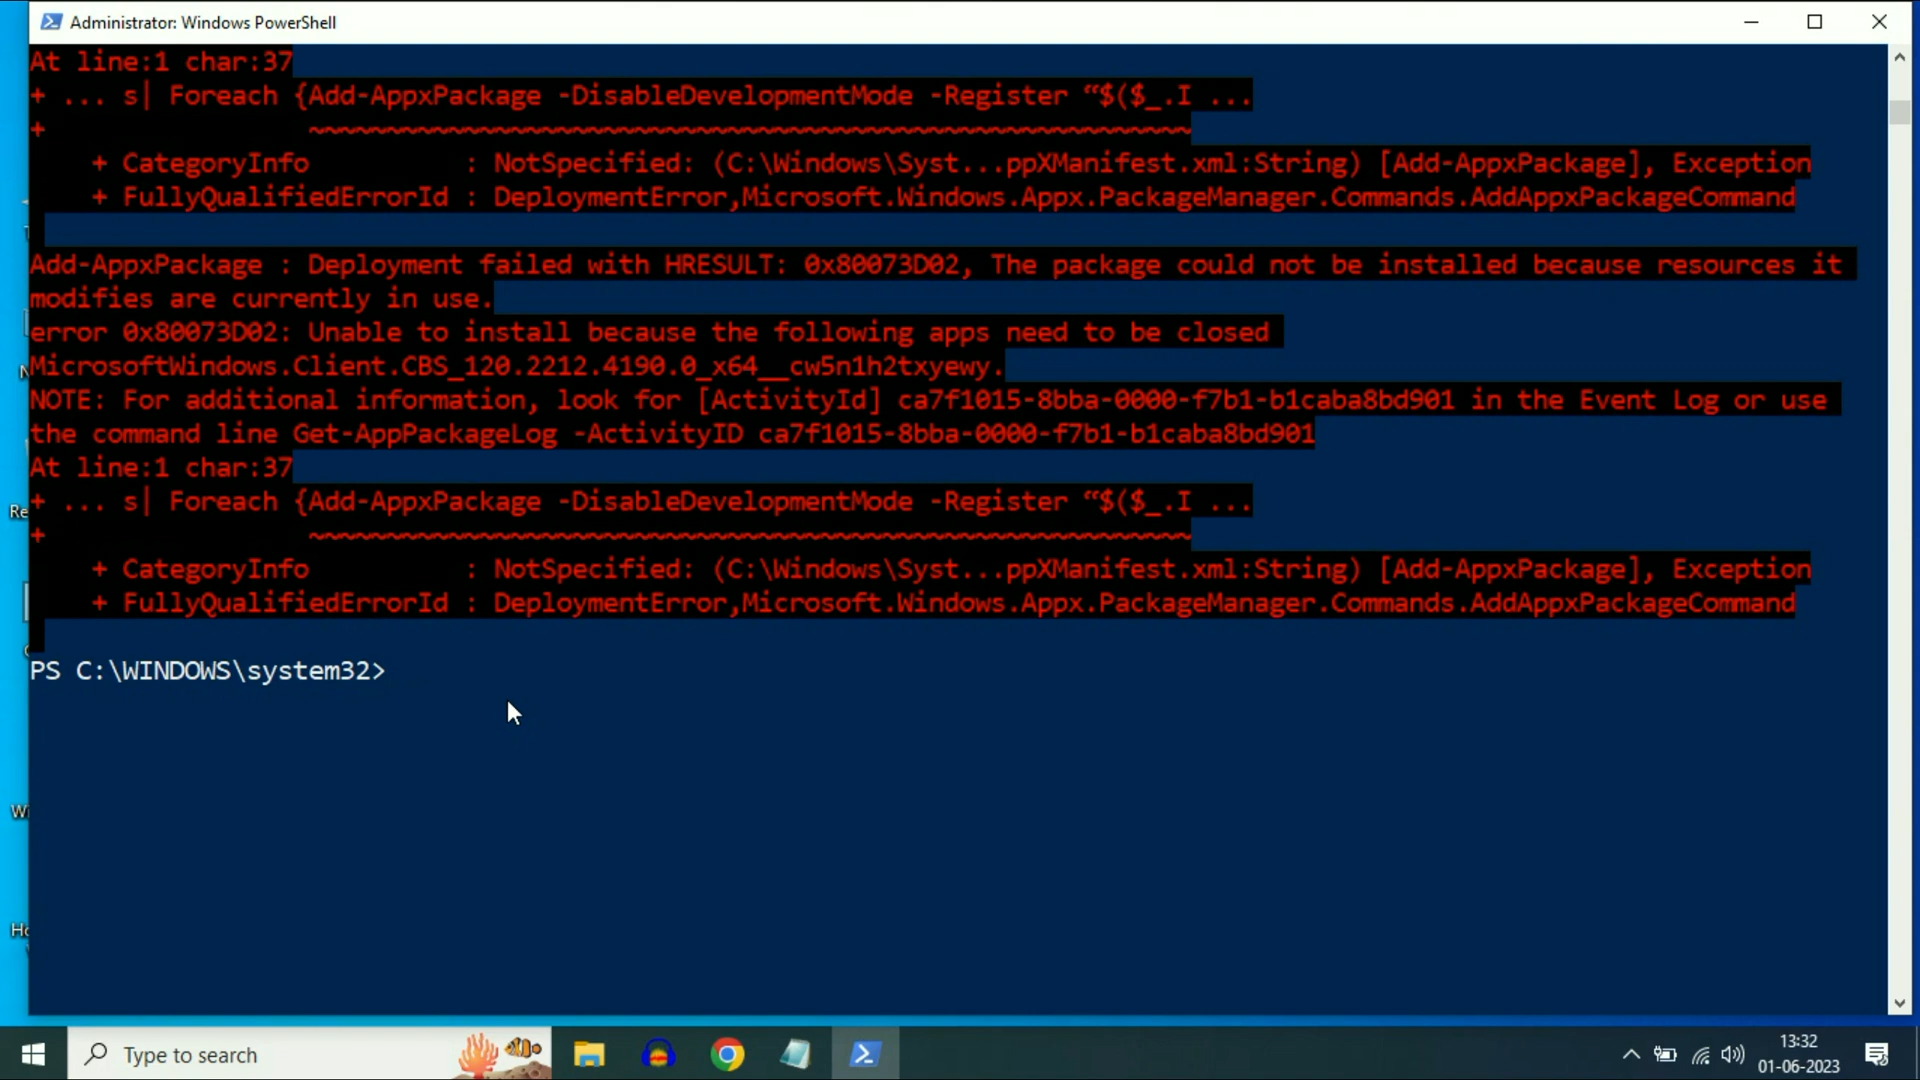 Administrator: Windows PowerShell
At line:1 char:37
+ ... s| Foreach {Add-AppxPackage -DisableDevelopmentMode -Register “$($_.I ...
+                 ~~~~~~~~~~~~~~~~~~~~~~~~~~~~~~~~~~~~~~~~~~~~~~~~~~~~~~~~~
    + CategoryInfo          : NotSpecified: (C:\Windows\Syst...ppXManifest.xml:String) [Add-AppxPackage], Exception
    + FullyQualifiedErrorId : DeploymentError,Microsoft.Windows.Appx.PackageManager.Commands.AddAppxPackageCommand
Add-AppxPackage : Deployment failed with HRESULT: 0x80073D02, The package could not be installed because resources it
modifies are currently in use.
error 0x80073D02: Unable to install because the following apps need to be closed
MicrosoftWindows.Client.CBS_120.2212.4190.0_x64__cw5n1h2txyewy.
NOTE: For additional information, look for [ActivityId] ca7f1015-8bba-0000-f7b1-b1caba8bd901 in the Event Log or use
the command line Get-AppPackageLog -ActivityID ca7f1015-8bba-0000-f7b1-b1caba8bd901
At line:1 char:37
+ ... s| Foreach {Add-AppxPackage -DisableDevelopmentMode -Register “$($_.I ...
+                 ~~~~~~~~~~~~~~~~~~~~~~~~~~~~~~~~~~~~~~~~~~~~~~~~~~~~~~~~~
    + CategoryInfo          : NotSpecified: (C:\Windows\Syst...ppXManifest.xml:String) [Add-AppxPackage], Exception
    + FullyQualifiedErrorId : DeploymentError,Microsoft.Windows.Appx.PackageManager.Commands.AddAppxPackageCommand
PS C:\WINDOWS\system32>
Type to search
13:32
01-06-2023